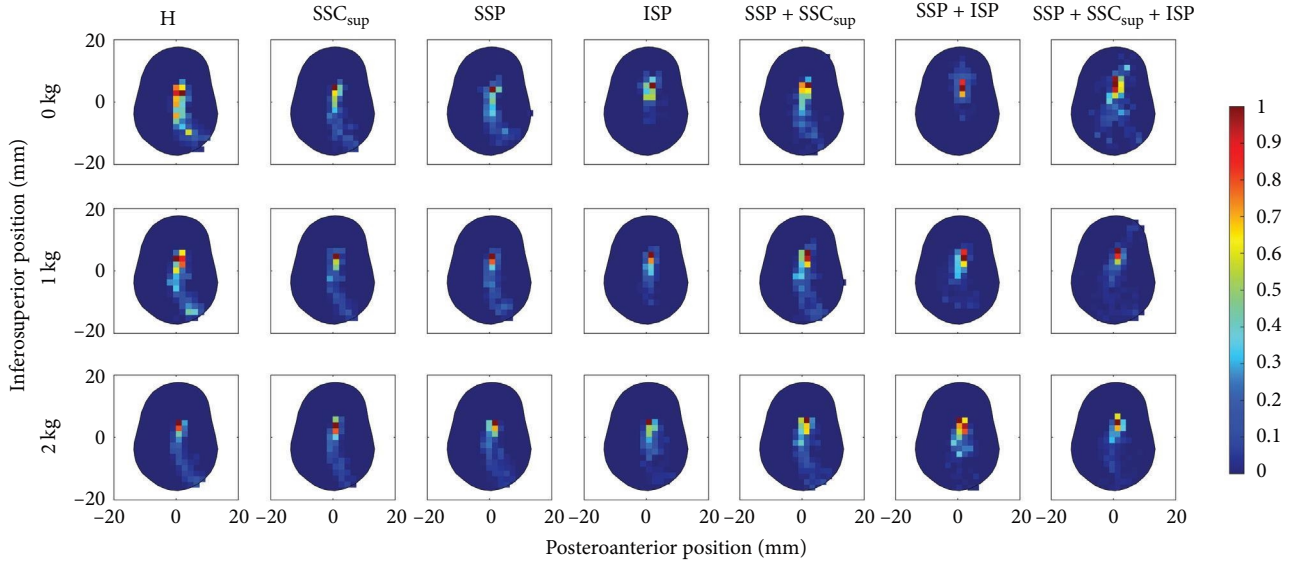 H SSC_sup SSP ISP SSP + SSC_sup SSP + ISP SSP + SSC_sup + ISP
Inferosuperior position (mm)
0 kg
20
0
–20
1 kg
20
0
–20
2 kg
20
0
–20
–20 0 20 –20 0 20 –20 0 20 –20 0 20 –20 0 20 –20 0 20 –20 0 20
Posteroanterior position (mm)
1
0.9
0.8
0.7
0.6
0.5
0.4
0.3
0.2
0.1
0